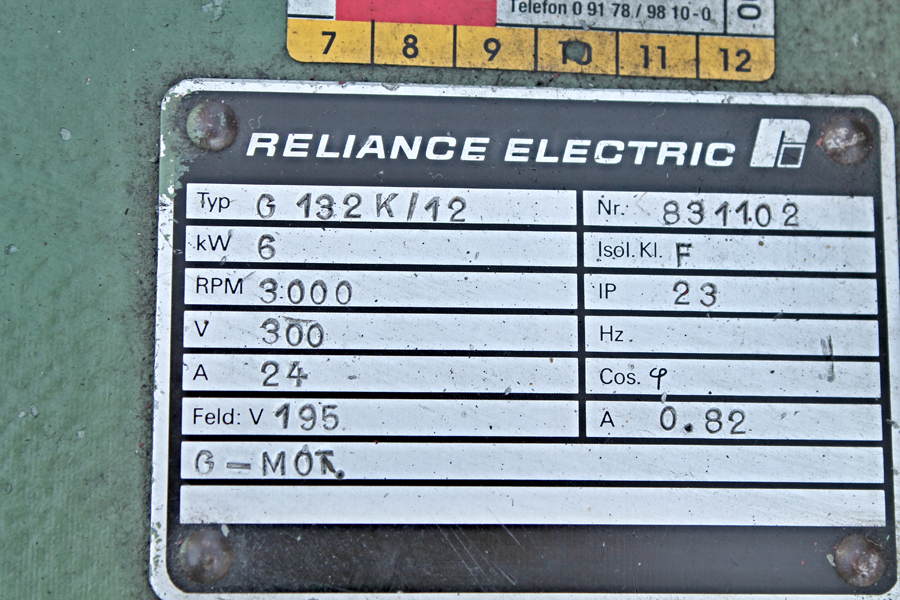 Telefon 0 91 78 / 98 10-0
7 8 9 10 11 12
RELIANCE ELECTRIC
Typ G 132K/12 Nr. 831102
kW 6 Isol. Kl. F
RPM 3000 IP 23
V 300 Hz
A 24 Cos. φ
Feld: V 195 A 0.82
G-MOT.